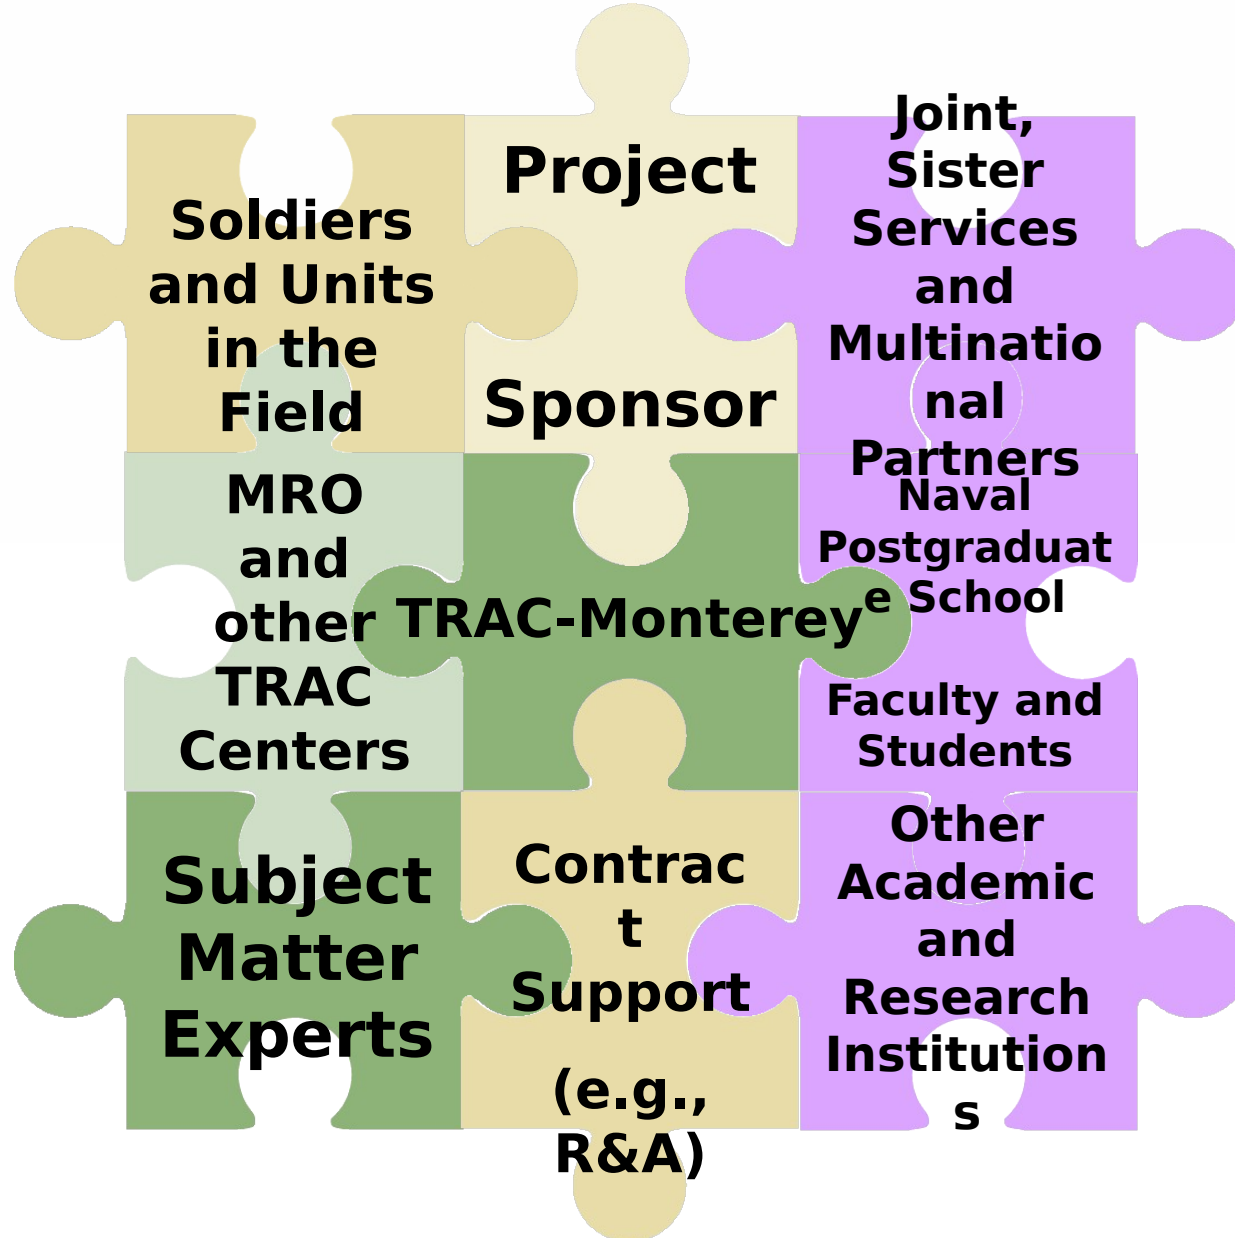 Soldiers
and Units
in the
Field
Project
Sponsor
Joint,
Sister
Services
and
Multinatio
nal
Partners
MRO
and
other
TRAC
Centers
TRAC-Monterey
Naval
Postgraduat
e School
Faculty and
Students
Subject
Matter
Experts
Contrac
t
Support
(e.g.,
R&A)
Other
Academic
and
Research
Institution
s